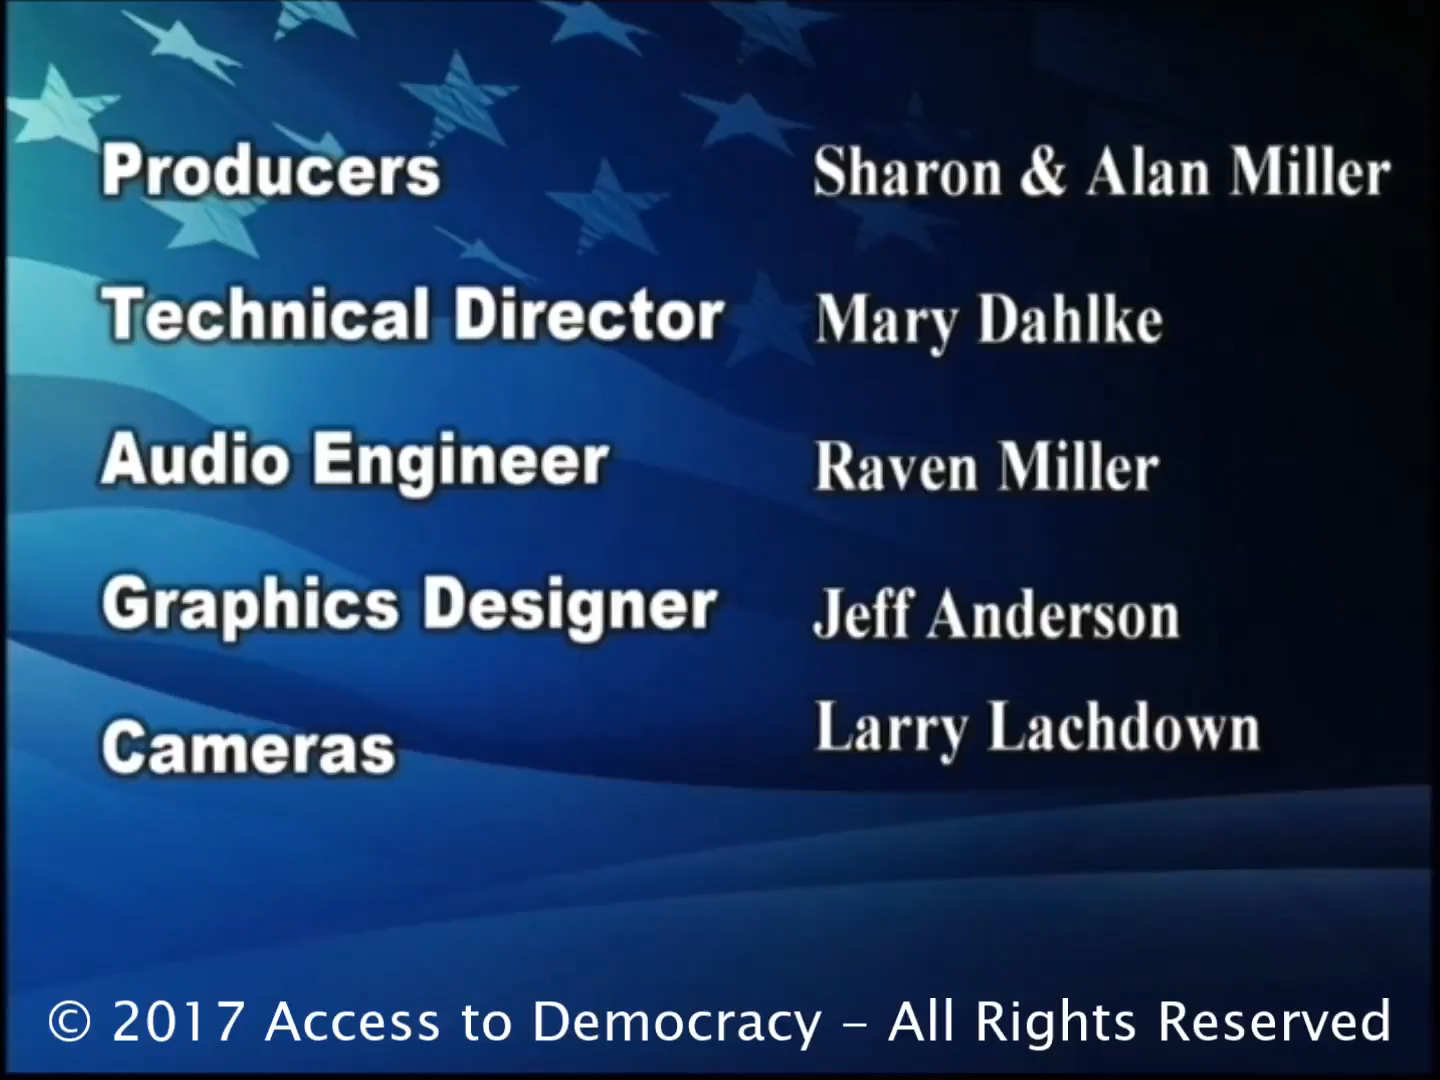 Producers Sharon & Alan Miller
Technical Director Mary Dahlke
Audio Engineer Raven Miller
Graphics Designer Jeff Anderson
Cameras Larry Lachdown
© 2017 Access to Democracy – All Rights Reserved